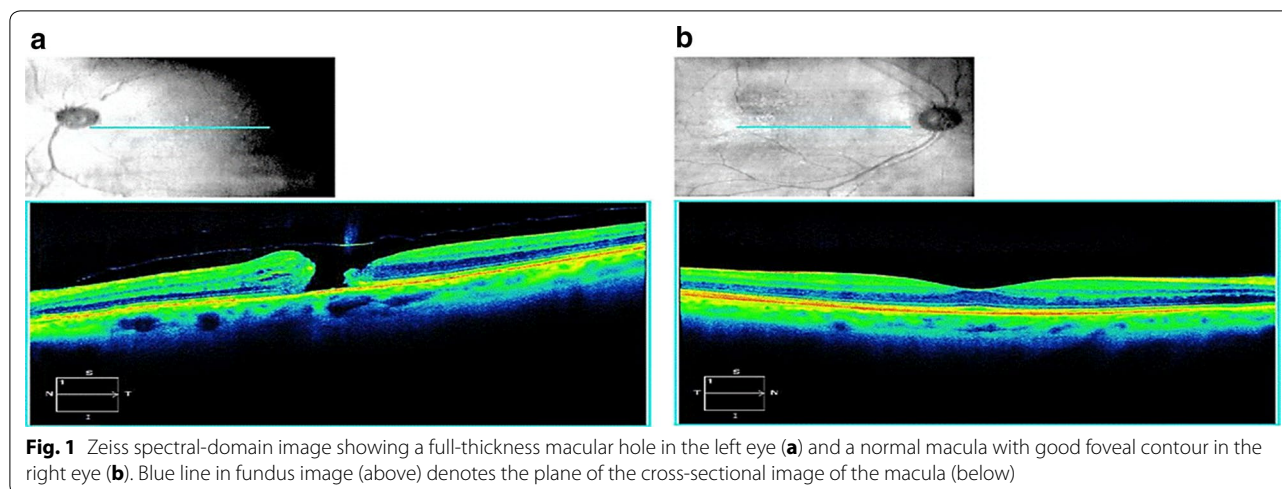 a
b
S
1
N T
I
S
1
T N
I
Fig. 1 Zeiss spectral-domain image showing a full-thickness macular hole in the left eye (a) and a normal macula with good foveal contour in the
right eye (b). Blue line in fundus image (above) denotes the plane of the cross-sectional image of the macula (below)